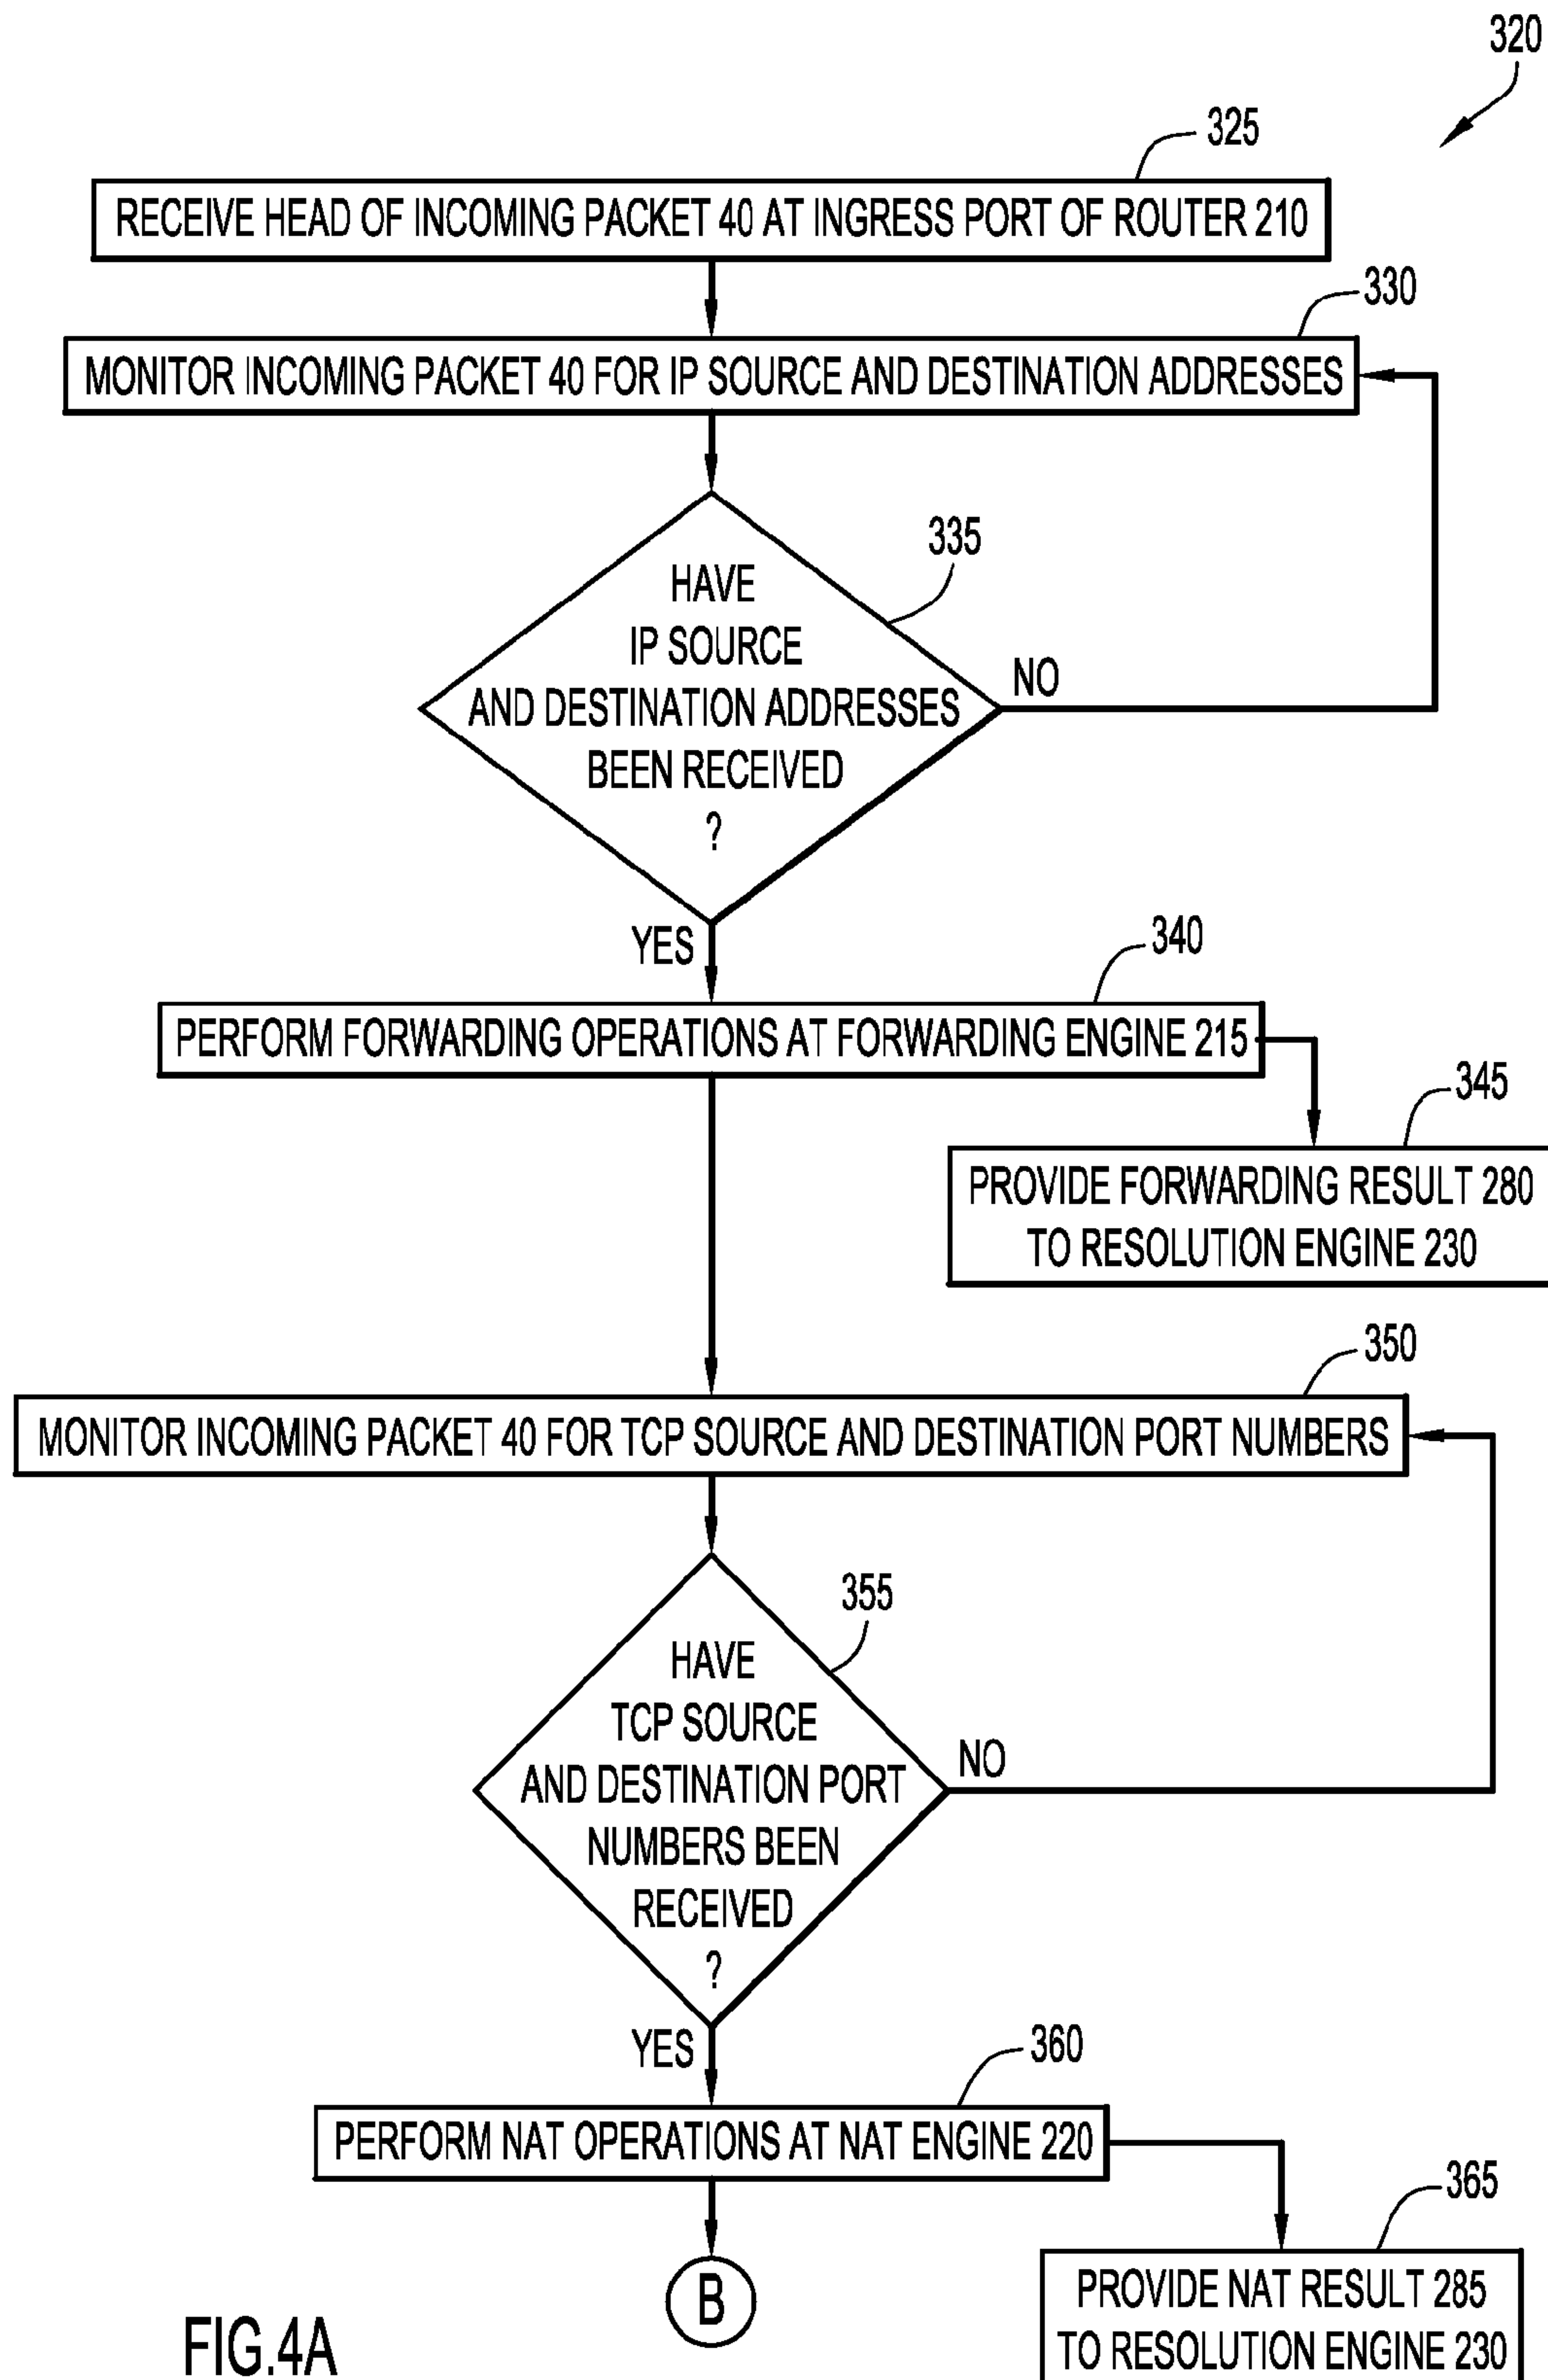 320
325
RECEIVE HEAD OF INCOMING PACKET 40 AT INGRESS PORT OF ROUTER 210
330
MONITOR INCOMING PACKET 40 FOR IP SOURCE AND DESTINATION ADDRESSES
335
HAVE
IP SOURCE
AND DESTINATION ADDRESSES
BEEN RECEIVED
?
NO
YES
340
PERFORM FORWARDING OPERATIONS AT FORWARDING ENGINE 215
345
PROVIDE FORWARDING RESULT 280
TO RESOLUTION ENGINE 230
350
MONITOR INCOMING PACKET 40 FOR TCP SOURCE AND DESTINATION PORT NUMBERS
355
HAVE
TCP SOURCE
AND DESTINATION PORT
NUMBERS BEEN
RECEIVED
?
NO
YES
360
PERFORM NAT OPERATIONS AT NAT ENGINE 220
365
PROVIDE NAT RESULT 285
TO RESOLUTION ENGINE 230
B
FIG.4A